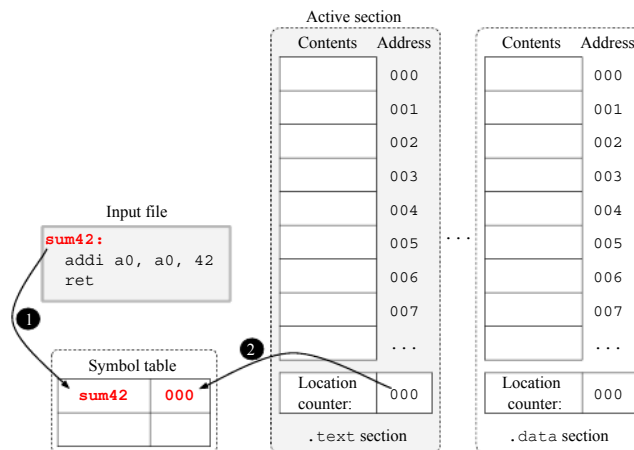 Active section
Contents Address Contents Address
000 000
001 001
002 002
003 003
004 004
005 ... 005
006 006
007 007
... ...
Location counter: 000
.text section
Location counter: 000
.data section
Input file
sum42:
addi a0, a0, 42
ret
1
2
Symbol table
sum42 000